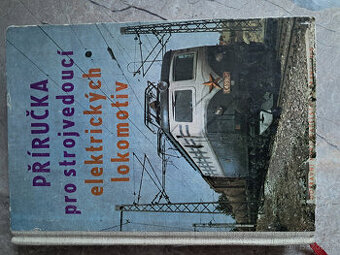 PŘÍRUČKA
pro strojvedoucí
elektrických
lokomotiv